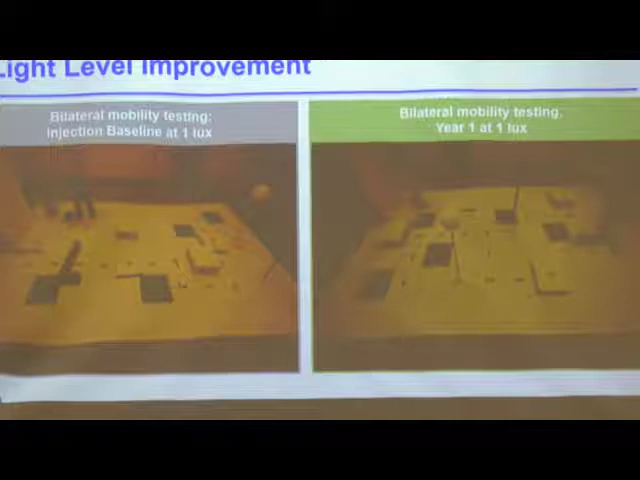 Light Level Improvement
Bilateral mobility testing:
Injection Baseline at 1 lux
Bilateral mobility testing,
Year 1 at 1 lux